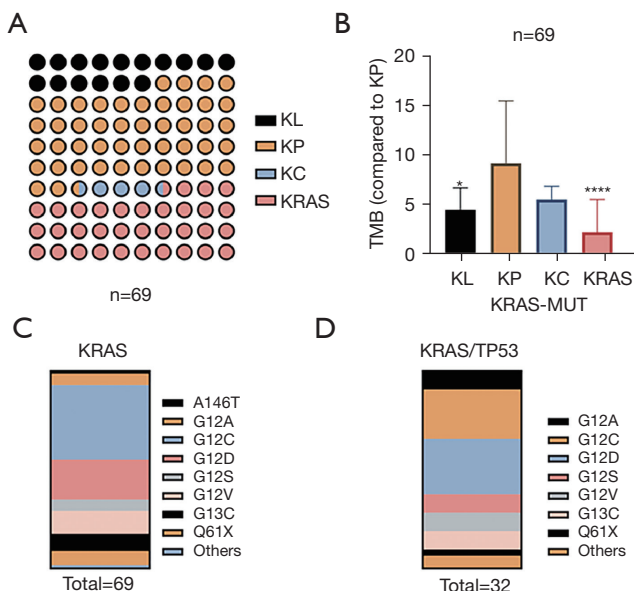 A
KL
KP
KC
KRAS
n=69
B
n=69
TMB (compared to KP)
20
15
10
5
0
*
****
KL KP KC KRAS
KRAS-MUT
C
KRAS
A146T
G12A
G12C
G12D
G12S
G12V
G13C
Q61X
Others
Total=69
D
KRAS/TP53
G12A
G12C
G12D
G12S
G12V
G13C
Q61X
Others
Total=32